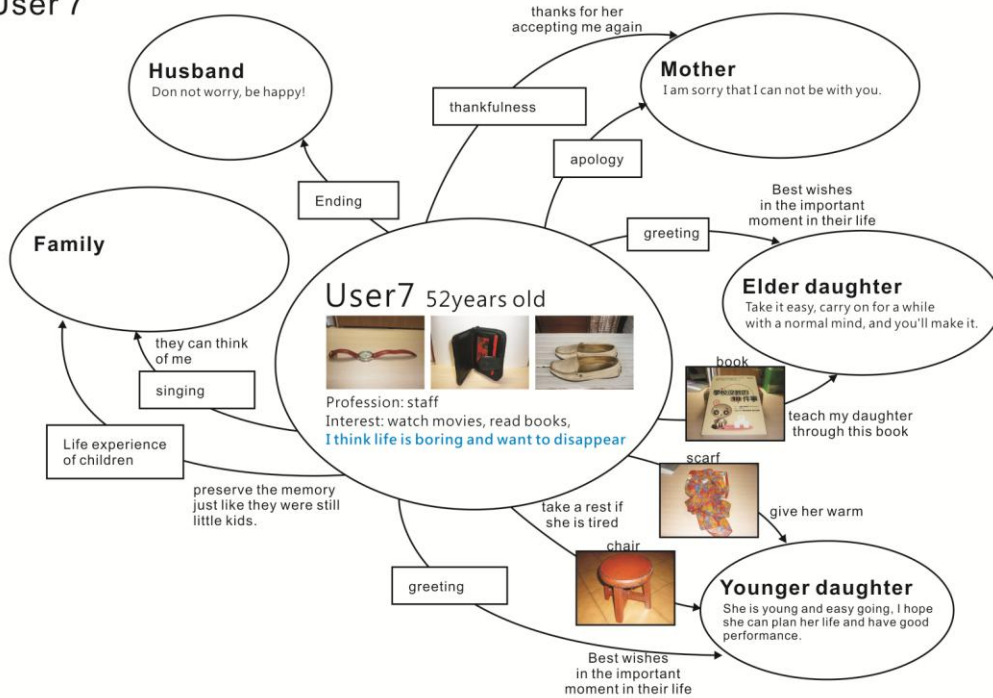 User 7
thanks for her
accepting me again
Husband
Don not worry, be happy!
Mother
I am sorry that I can not be with you.
thankfulness
apology
Ending
Best wishes
in the important
moment in their life
greeting
Family
Elder daughter
Take it easy, carry on for a while
with a normal mind, and you'll make it.
User7 52years old
they can think
of me
singing
book
Profession: staff
Interest: watch movies, read books,
I think life is boring and want to disappear
teach my daughter
through this book
Life experience
of children
scarf
preserve the memory
just like they were still
little kids.
take a rest if
she is tired
give her warm
chair
greeting
Younger daughter
She is young and easy going, I hope
she can plan her life and have good
performance.
Best wishes
in the important
moment in their life